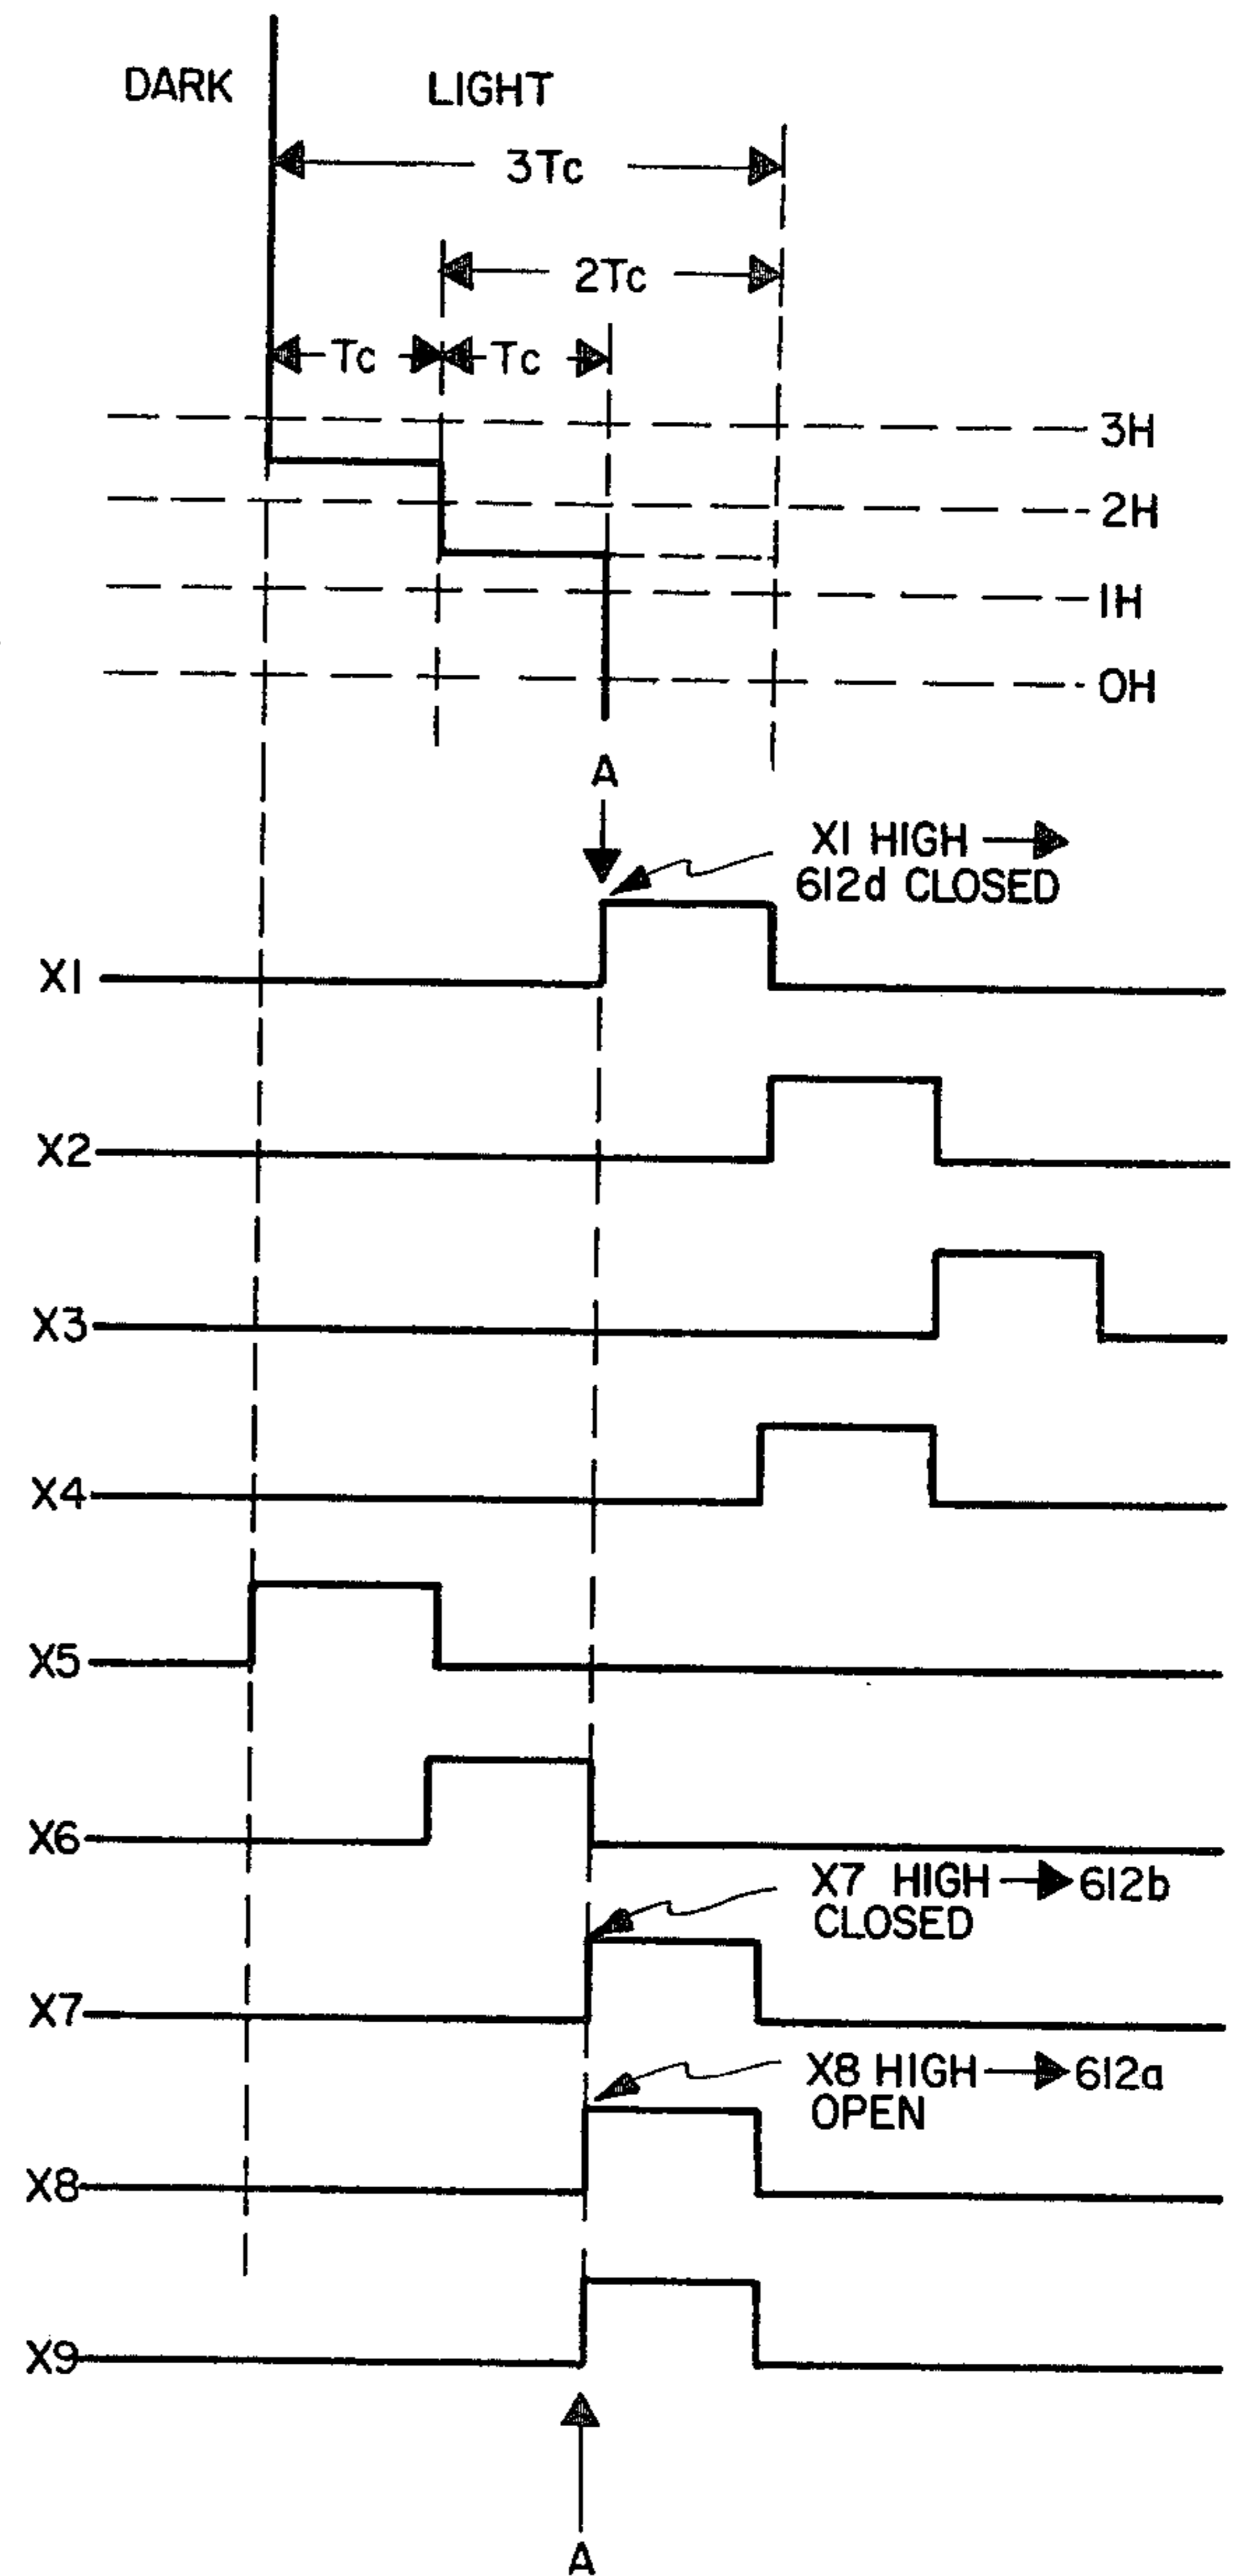 DARK LIGHT
3Tc
2Tc
Tc Tc
3H
2H
1H
0H
A
X1 HIGH
612d CLOSED
X1
X2
X3
X4
X5
X6
X7 HIGH 612b
CLOSED
X7
X8 HIGH 612a
OPEN
X8
X9
A